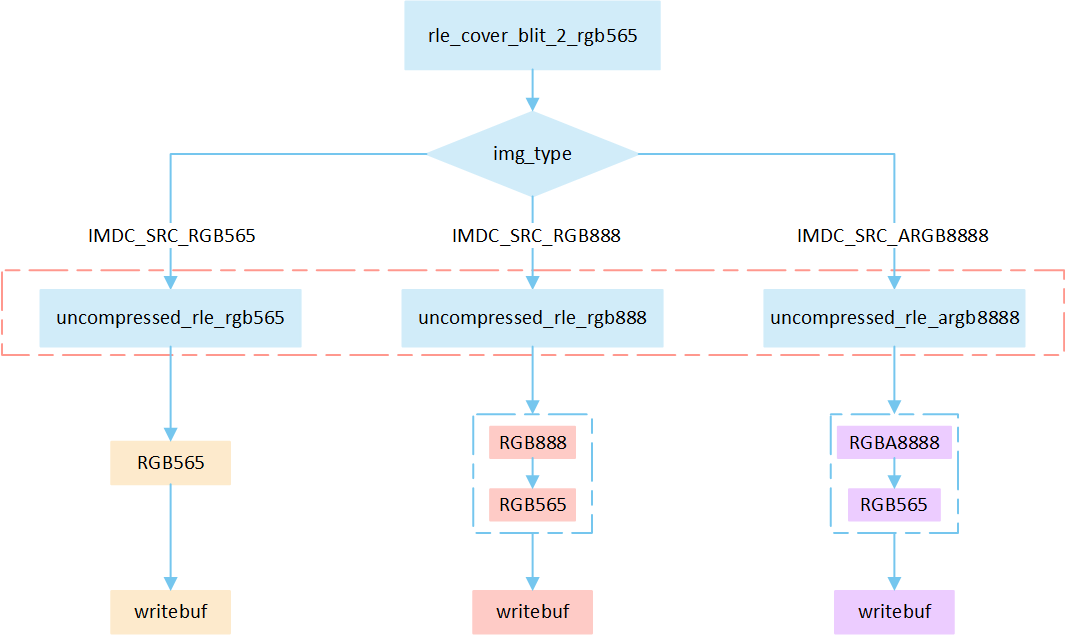 rle_cover_blit_2_rgb565
img_type
IMDC_SRC_RGB565
IMDC_SRC_RGB888
IMDC_SRC_ARGB8888
uncompressed_rle_rgb565
uncompressed_rle_rgb888
uncompressed_rle_argb8888
RGB565
RGB888
RGB565
RGBA8888
RGB565
writebuf
writebuf
writebuf